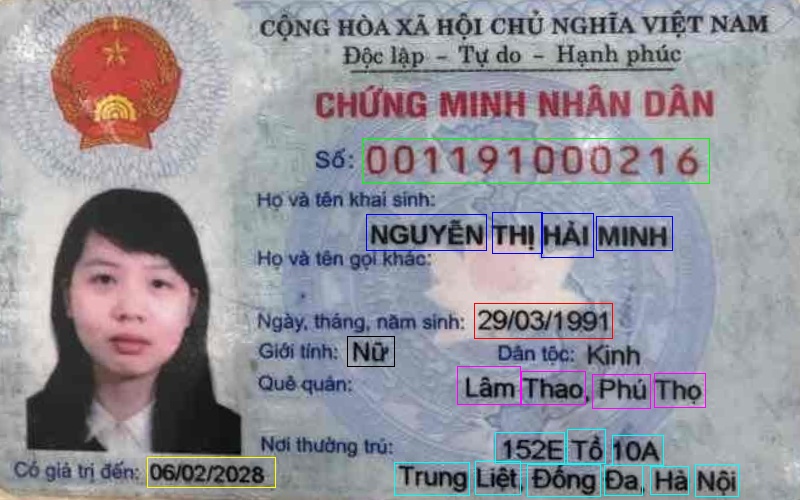 CỘNG HÒA XÃ HỘI CHỦ NGHĨA VIỆT NAM
Độc lập - Tự do - Hạnh phúc
CHỨNG MINH NHÂN DÂN
Số: 001191000216
Họ và tên khai sinh:
NGUYỄN THỊ HẢI MINH
Họ và tên gọi khác:
Ngày, tháng, năm sinh: 29/03/1991
Giới tính: Nữ Dân tộc: Kinh
Quê quán: Lâm Thao, Phú Thọ
Nơi thường trú: 152E Tổ 10A
Trung Liệt, Đống Đa, Hà Nội
Có giá trị đến: 06/02/2028